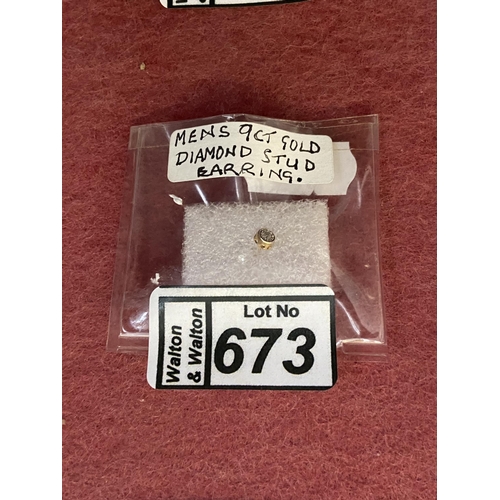 MENS 9CT GOLD
DIAMOND STUD
EARRING.
Walton
& Walton
Lot No
673